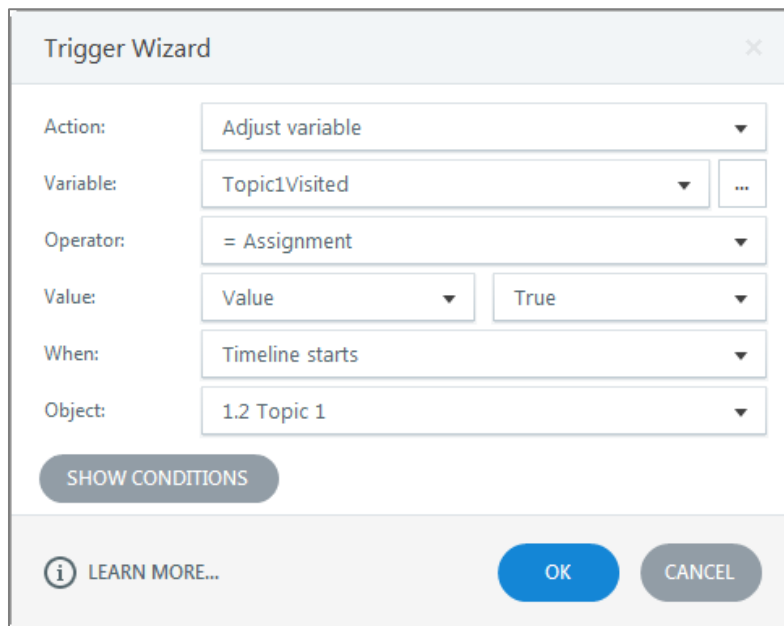 Trigger Wizard
Action: Adjust variable
Variable: Topic1Visited ...
Operator: = Assignment
Value: Value True
When: Timeline starts
Object: 1.2 Topic 1
SHOW CONDITIONS
LEARN MORE... OK CANCEL